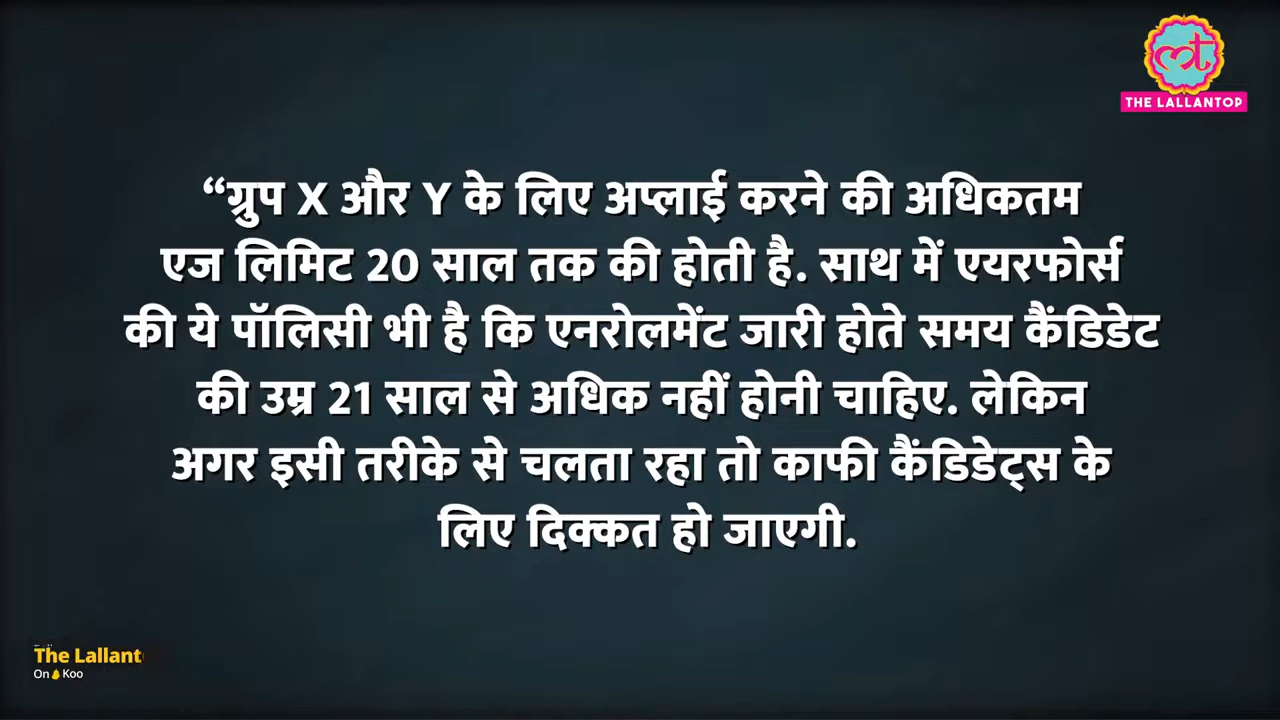 THE LALLANTOP
“ग्रुप X और Y के लिए अप्लाई करने की अधिकतम
एज लिमिट 20 साल तक की होती है. साथ में एयरफोर्स
की ये पॉलिसी भी है कि एनरोलमेंट जारी होते समय कैंडिडेट
की उम्र 21 साल से अधिक नहीं होनी चाहिए. लेकिन
अगर इसी तरीके से चलता रहा तो काफी कैंडिडेट्स के
लिए दिक्कत हो जाएगी.
The Lallant
On Koo